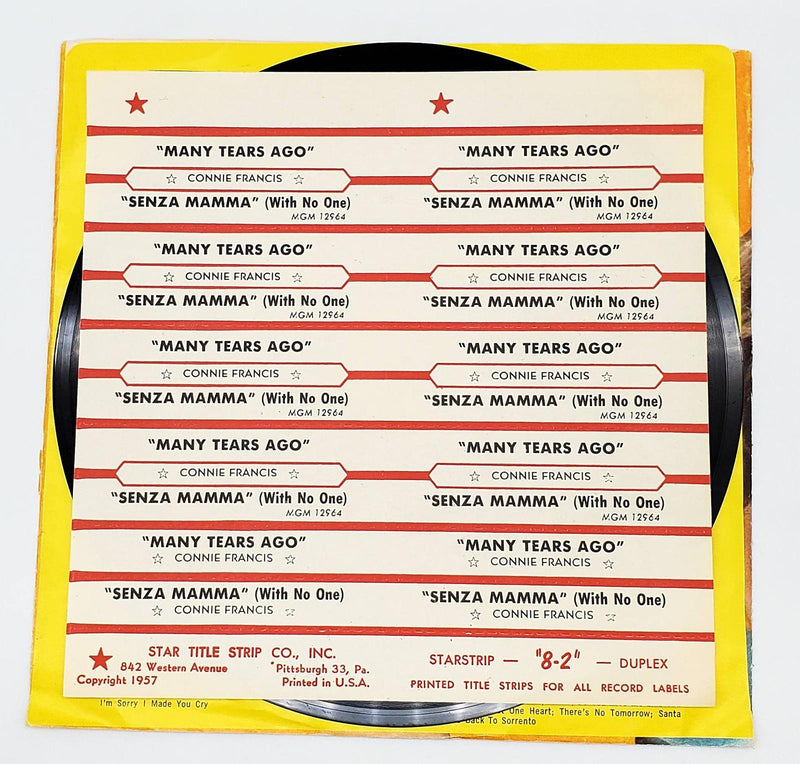 "MANY TEARS AGO" "MANY TEARS AGO"
☆ CONNIE FRANCIS ☆ ☆ CONNIE FRANCIS ☆
"SENZA MAMMA" (With No One) "SENZA MAMMA" (With No One)
MGM 12964 MGM 12964
"MANY TEARS AGO" "MANY TEARS AGO"
☆ CONNIE FRANCIS ☆ ☆ CONNIE FRANCIS ☆
"SENZA MAMMA" (With No One) "SENZA MAMMA" (With No One)
MGM 12964 MGM 12964
"MANY TEARS AGO" "MANY TEARS AGO"
☆ CONNIE FRANCIS ☆ ☆ CONNIE FRANCIS ☆
"SENZA MAMMA" (With No One) "SENZA MAMMA" (With No One)
MGM 12964 MGM 12964
"MANY TEARS AGO" "MANY TEARS AGO"
☆ CONNIE FRANCIS ☆ ☆ CONNIE FRANCIS ☆
"SENZA MAMMA" (With No One) "SENZA MAMMA" (With No One)
MGM 12964 MGM 12964
"MANY TEARS AGO" "MANY TEARS AGO"
☆ CONNIE FRANCIS ☆ ☆ CONNIE FRANCIS ☆
"SENZA MAMMA" (With No One) "SENZA MAMMA" (With No One)
☆ CONNIE FRANCIS ☆ ☆ CONNIE FRANCIS ☆
STAR TITLE STRIP CO., INC.
842 Western Avenue Pittsburgh 33, Pa.
Copyright 1957 Printed in U.S.A.
STARSTRIP — "8-2" — DUPLEX
PRINTED TITLE STRIPS FOR ALL RECORD LABELS
I'm Sorry I Made You Cry
One Heart; There's No Tomorrow; Santa
Back To Sorrento